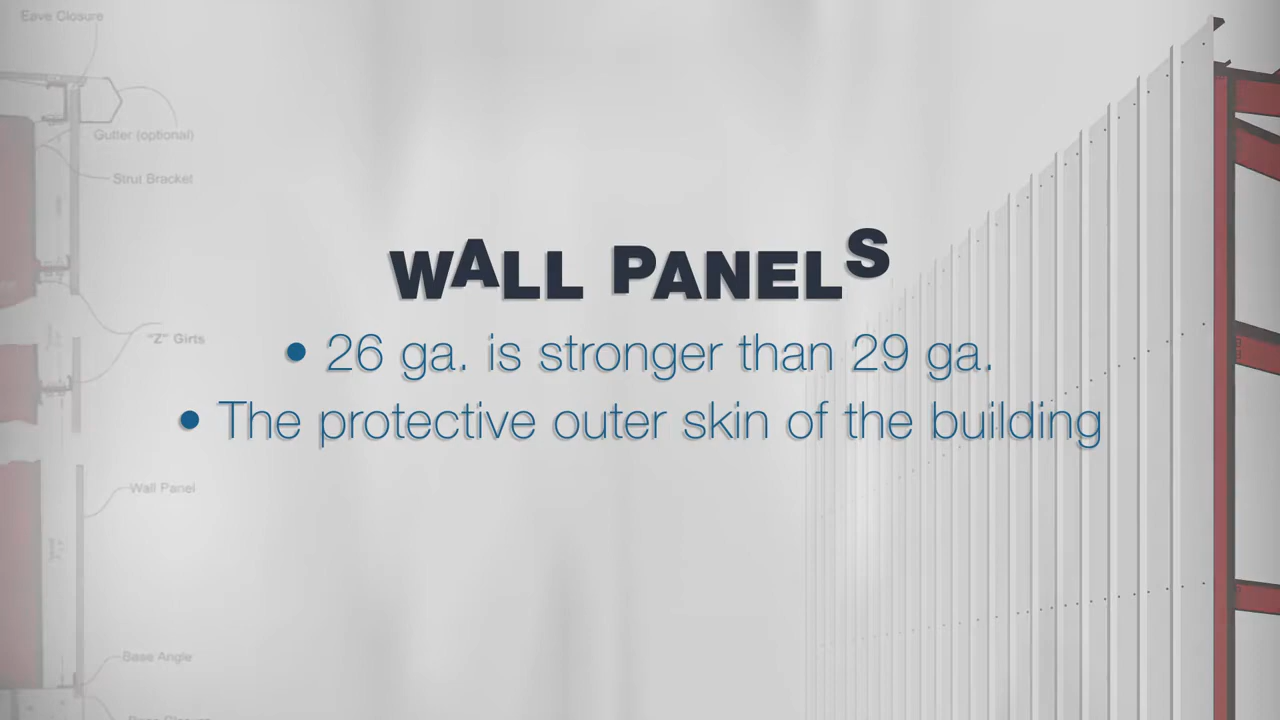 Eave Closure
Gutter (optional)
Strut Bracket
WALL PANELS
"Z" Girts
• 26 ga. is stronger than 29 ga.
• The protective outer skin of the building
Wall Panel
Base Angle